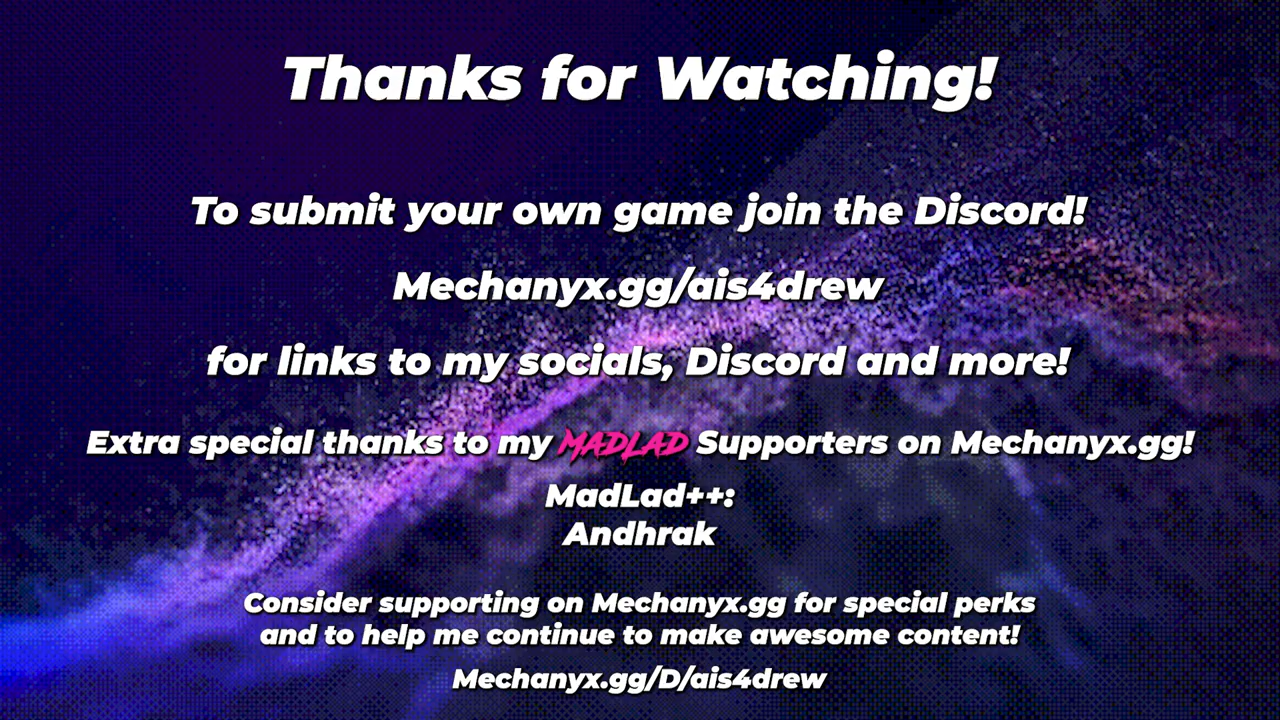 Thanks for Watching!
To submit your own game join the Discord!
Mechanyx.gg/ais4drew
for links to my socials, Discord and more!
Extra special thanks to my MADLAD Supporters on Mechanyx.gg!
MadLad++:
Andhrak
Consider supporting on Mechanyx.gg for special perks
and to help me continue to make awesome content!
Mechanyx.gg/D/ais4drew